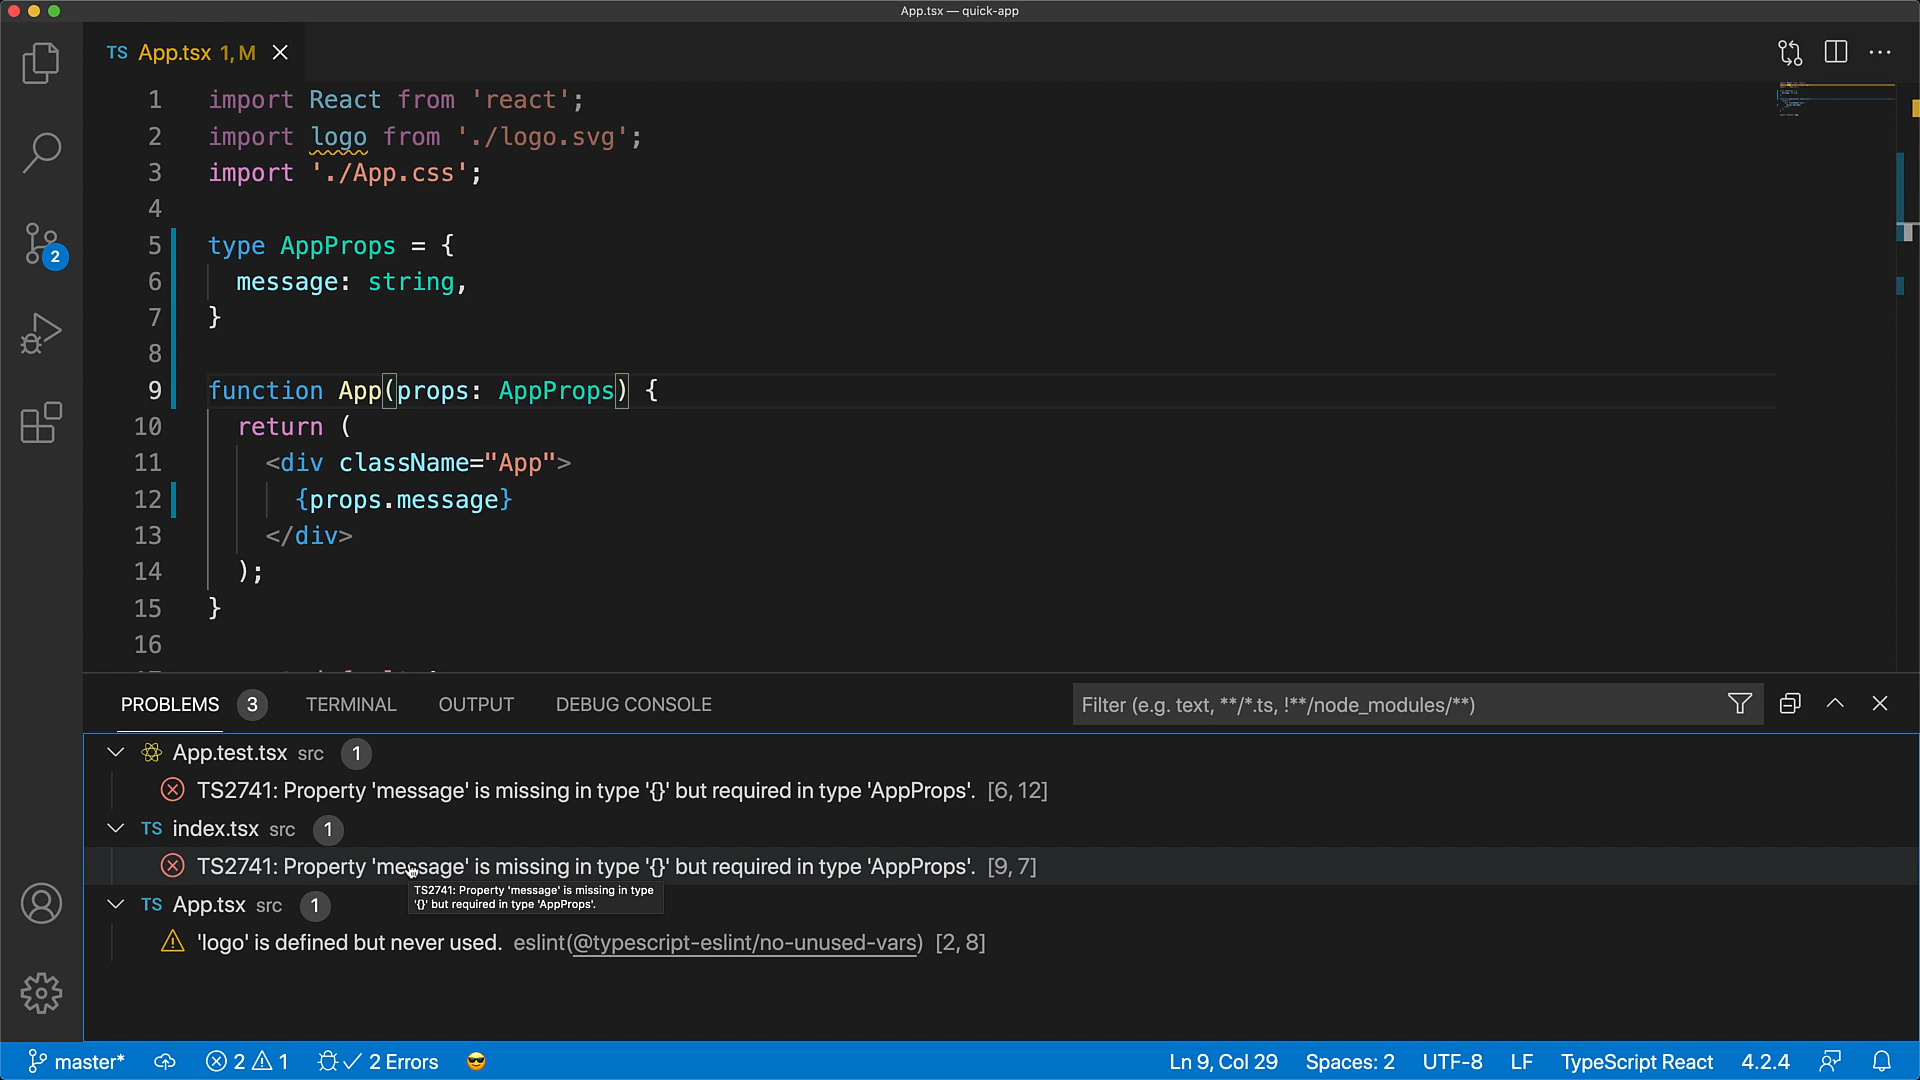 App.tsx — quick-app
TS App.tsx 1, M
1 import React from 'react';
2 import logo from './logo.svg';
3 import './App.css';
4
5 type AppProps = {
6 message: string,
7 }
8
9 function App(props: AppProps) {
10 return (
11 <div className="App">
12 {props.message}
13 </div>
14 );
15 }
16
2
PROBLEMS 3 TERMINAL OUTPUT DEBUG CONSOLE Filter (e.g. text, **/*.ts, !**/node_modules/**)
App.test.tsx src 1
TS2741: Property 'message' is missing in type '{}' but required in type 'AppProps'. [6, 12]
TS index.tsx src 1
TS2741: Property 'message' is missing in type '{}' but required in type 'AppProps'. [9, 7]
TS2741: Property 'message' is missing in type
'{}' but required in type 'AppProps'.
TS App.tsx src 1
'logo' is defined but never used. eslint(@typescript-eslint/no-unused-vars) [2, 8]
master* 2 1 2 Errors Ln 9, Col 29 Spaces: 2 UTF-8 LF TypeScript React 4.2.4